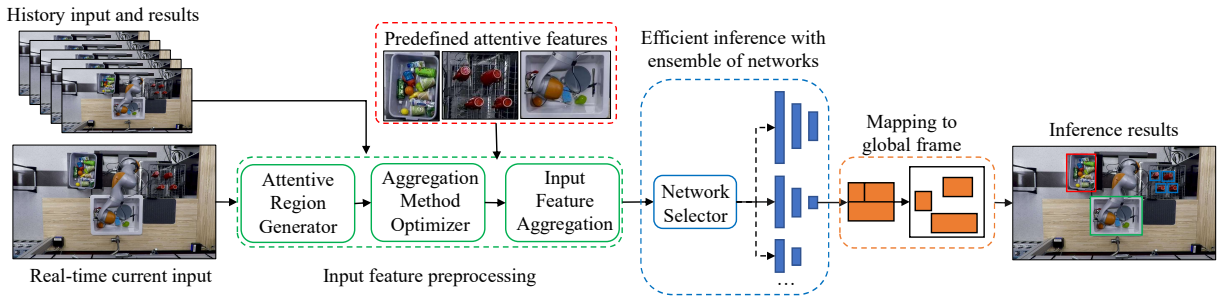 History input and results
Predefined attentive features
Efficient inference with
ensemble of networks
Mapping to
global frame
Inference results
Attentive
Region
Generator
Aggregation
Method
Optimizer
Input
Feature
Aggregation
Network
Selector
...
Real-time current input
Input feature preprocessing